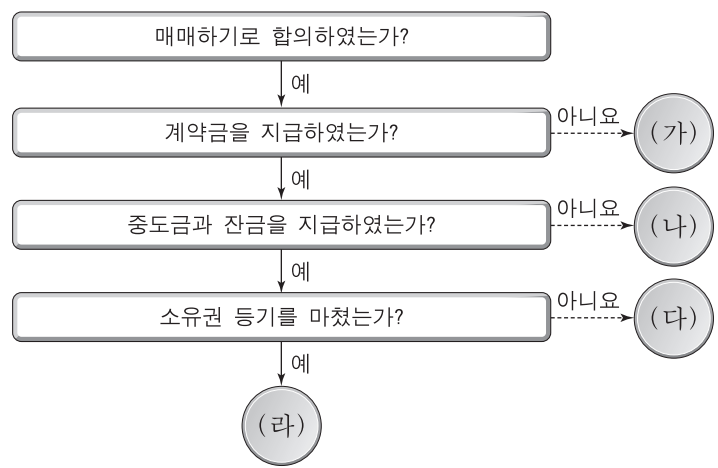 매매하기로 합의하였는가?
예
계약금을 지급하였는가?
아니요
(가)
예
중도금과 잔금을 지급하였는가?
아니요
(나)
예
소유권 등기를 마쳤는가?
아니요
(다)
예
(라)